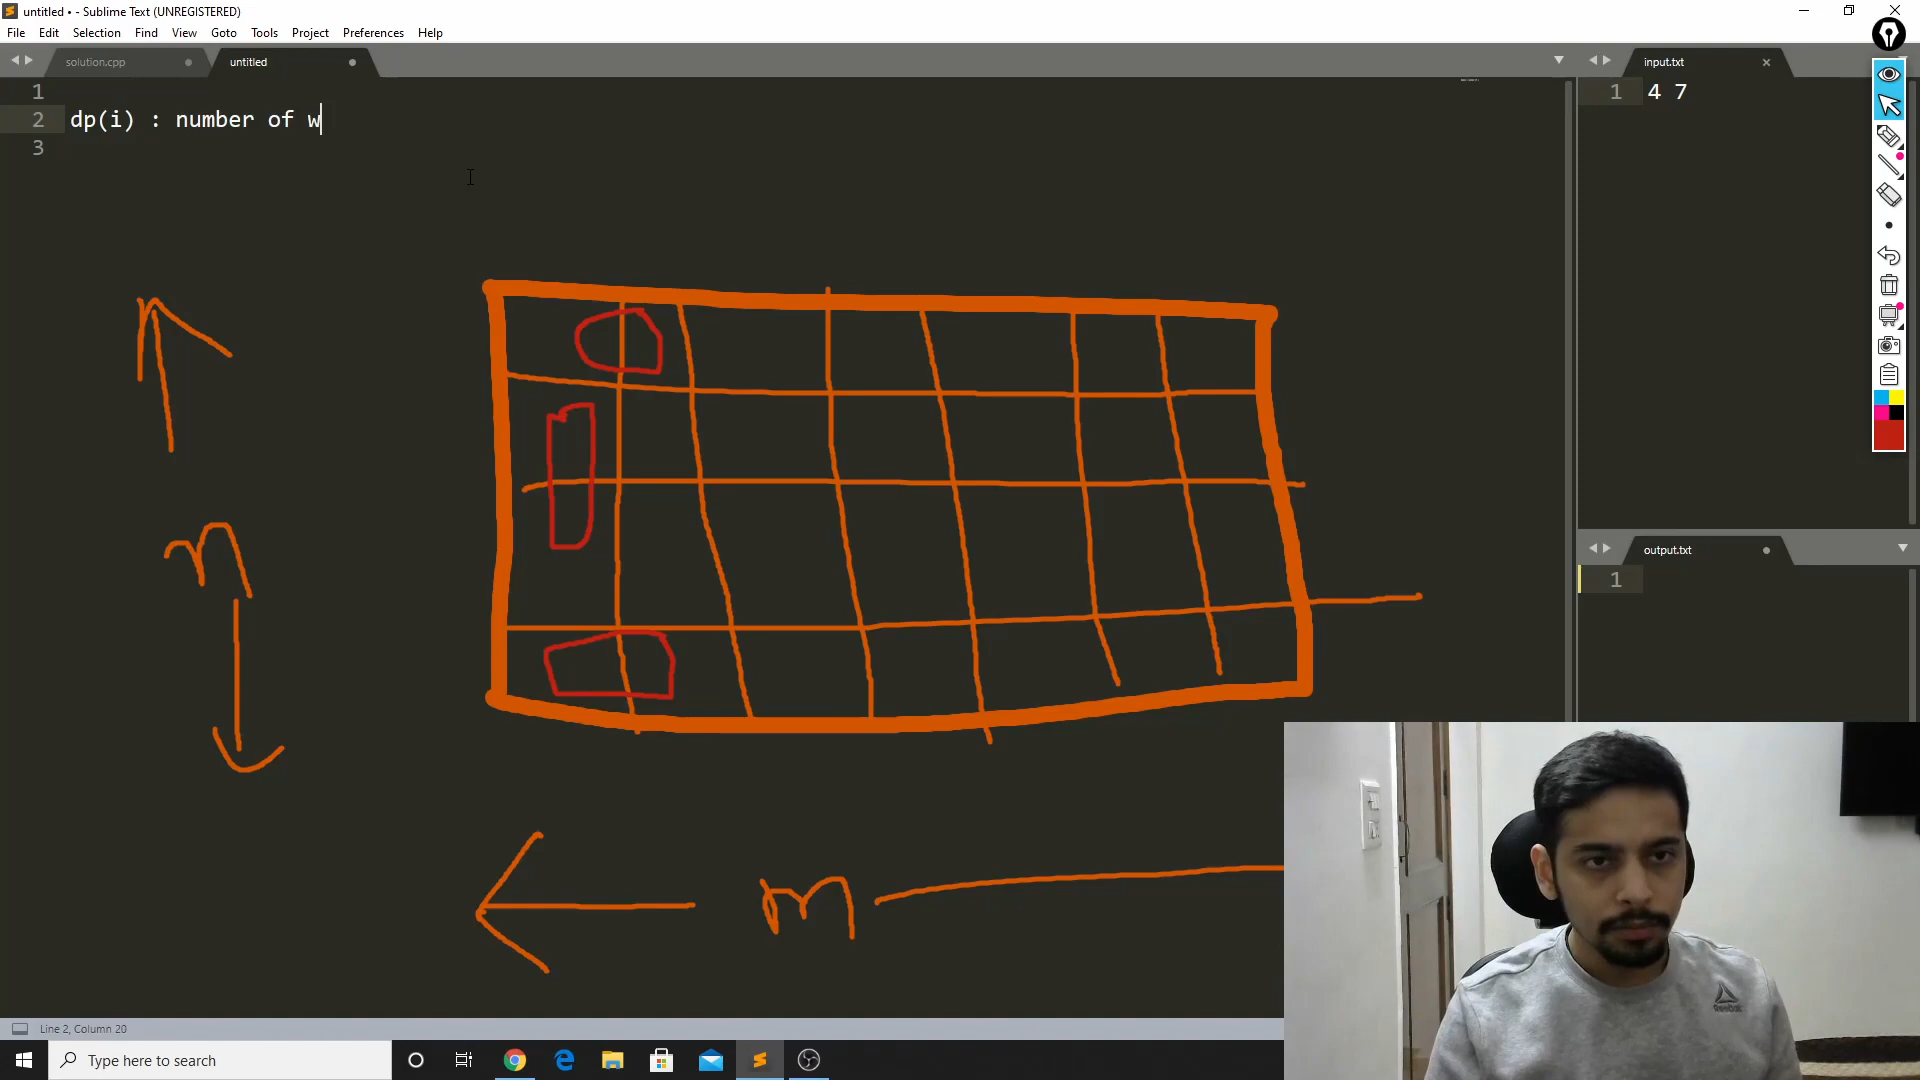 untitled • - Sublime Text (UNREGISTERED)
File Edit Selection Find View Goto Tools Project Preferences Help
solution.cpp
untitled
input.txt
1
2 dp(i) : number of w
3
1 4 7
n
output.txt
1
m
Reebok
Line 2, Column 20
Type here to search